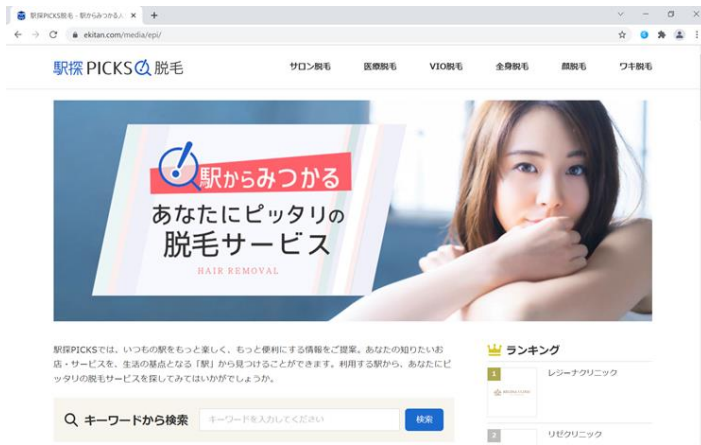 駅探PICKS脱毛 - 駅からみつかる
ekitan.com/media/epi/
駅探 PICKS 脱毛
サロン脱毛
医療脱毛
VIO脱毛
全身脱毛
顔脱毛
ワキ脱毛
駅からみつかる
あなたにピッタリの
脱毛サービス
HAIR REMOVAL
駅探PICKSでは、いつもの駅をもっと楽しく、もっと便利にする情報をご提案。あなたの知りたいお
店・サービスを、生活の基点となる「駅」から見つけることができます。利用する駅から、あなたにピ
ッタリの脱毛サービスを探してみてはいかがでしょうか。
キーワードから検索
キーワードを入力してください
検索
ランキング
1
レジーナクリニック
REGINA CLINIC
2
リゼクリニック